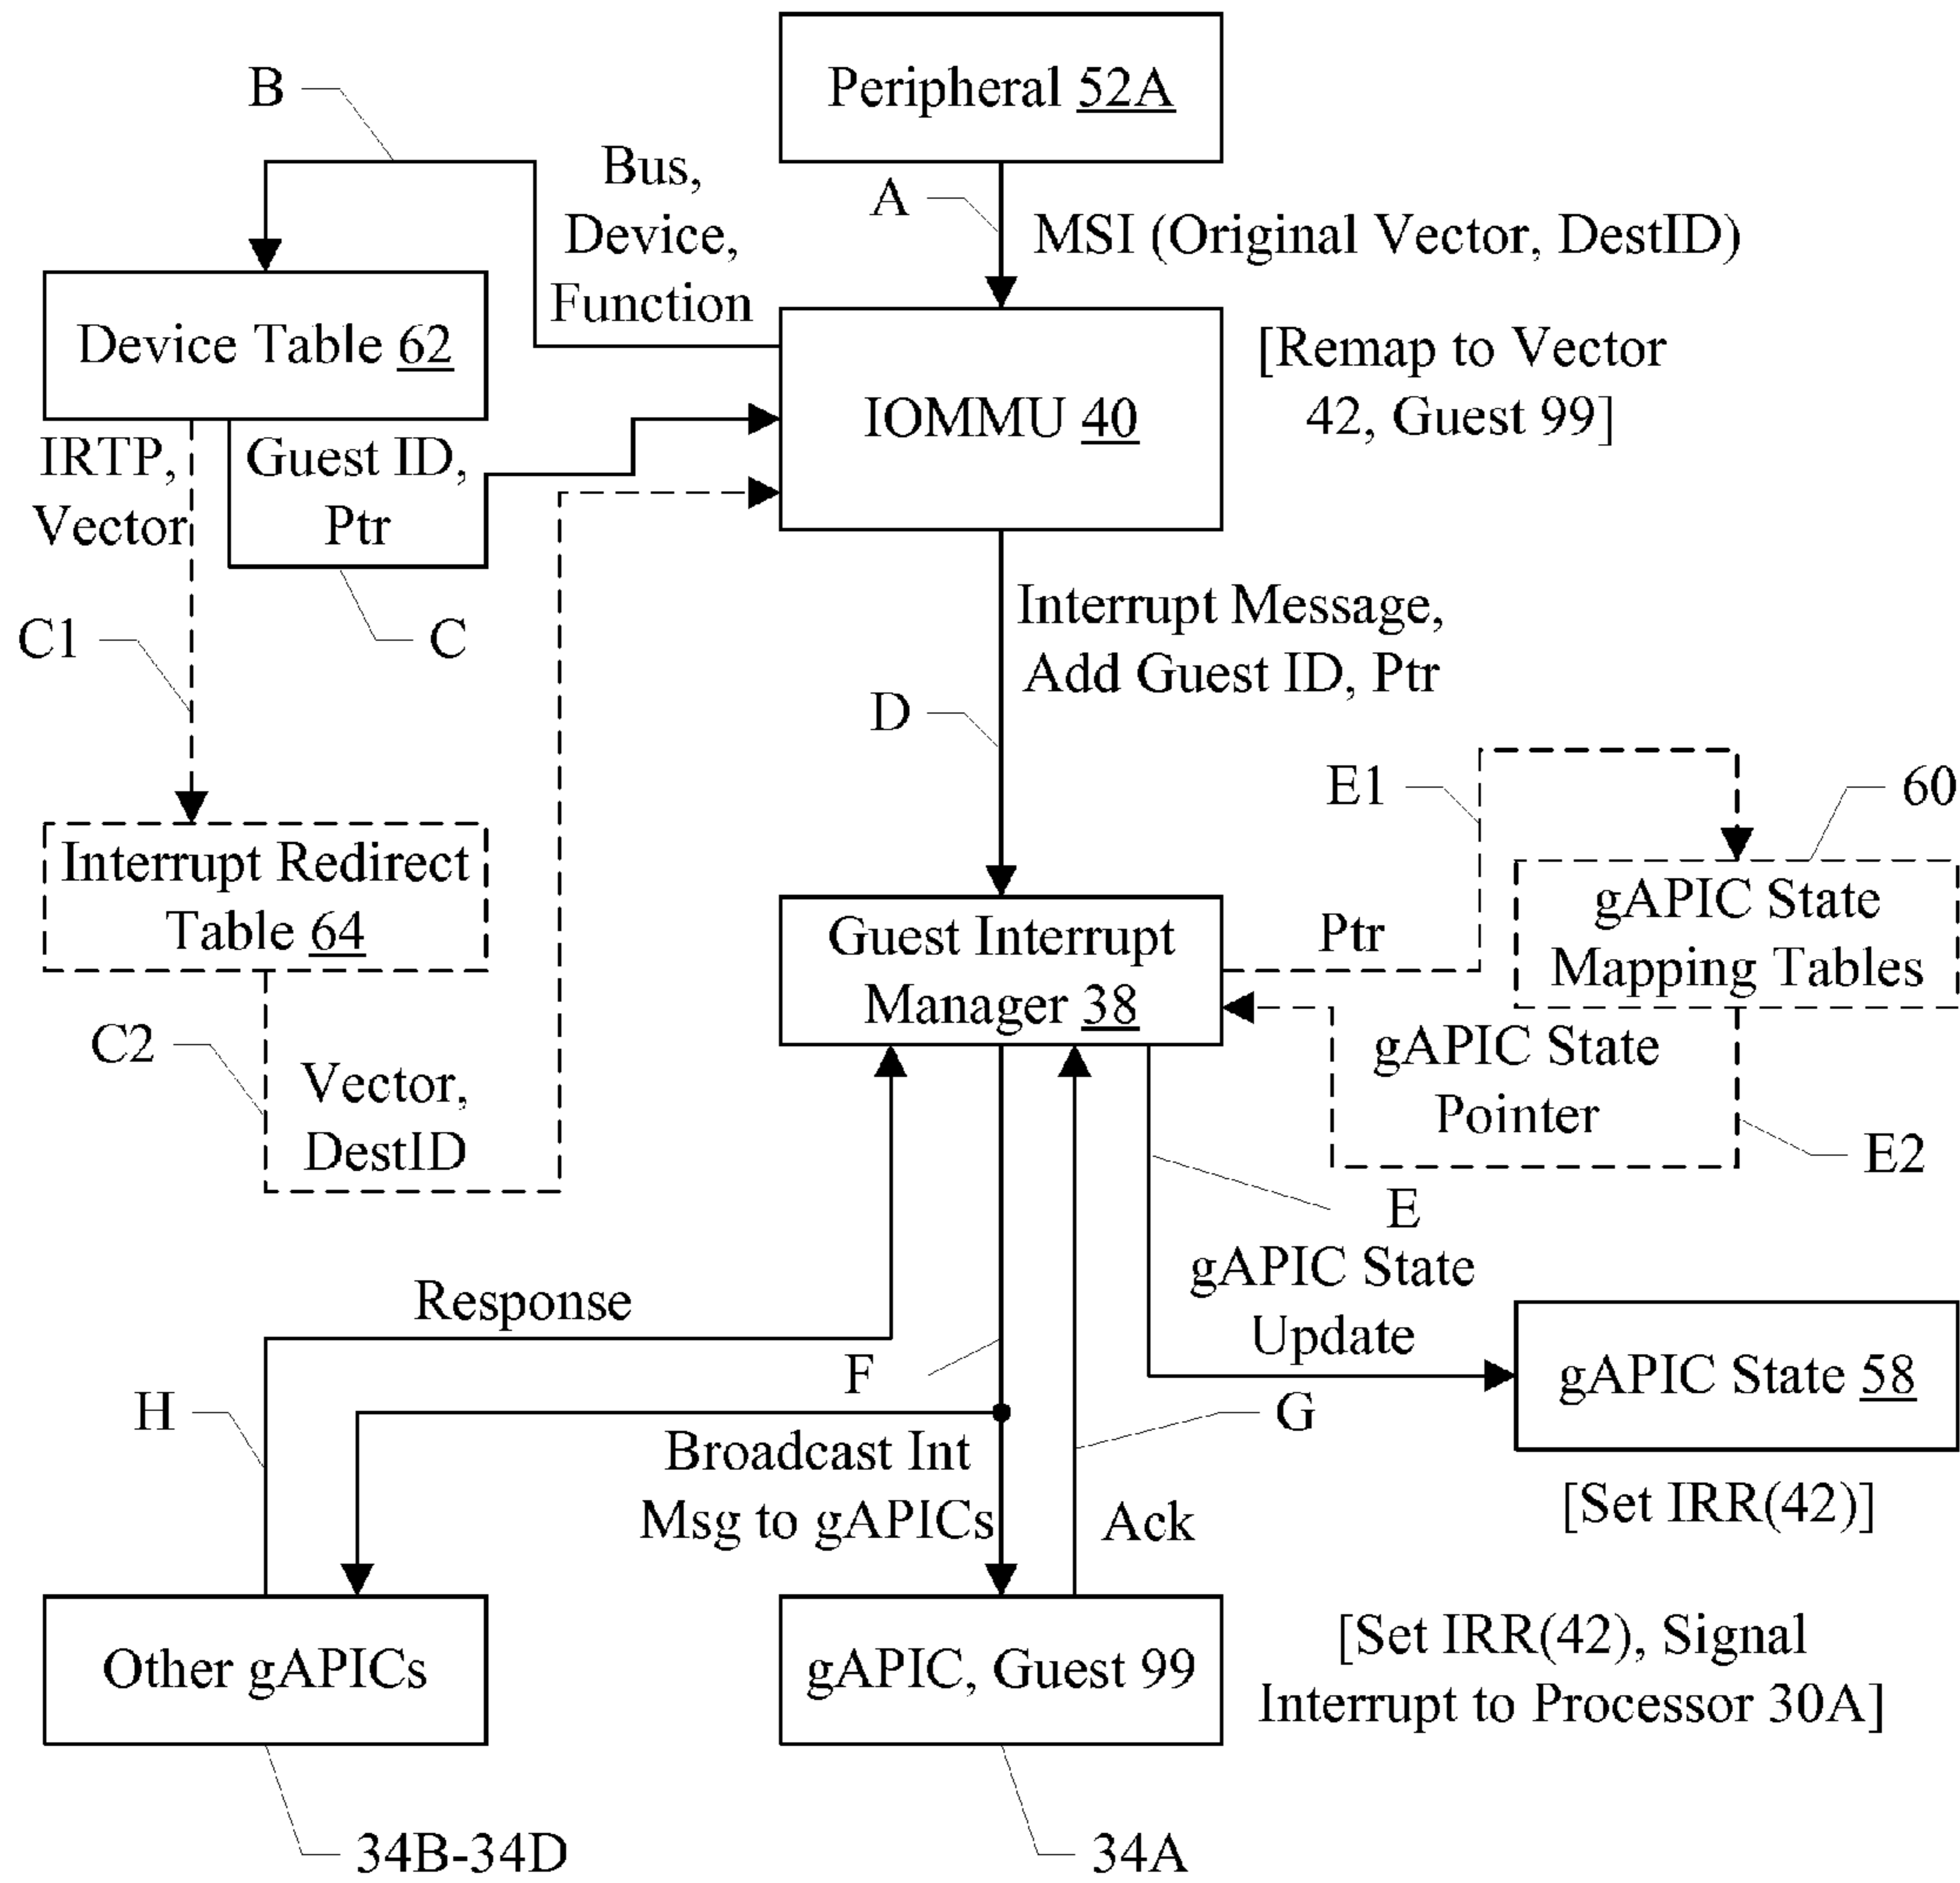 Peripheral 52A
B
Bus,
Device,
Function
A
MSI (Original Vector, DestID)
Device Table 62
IOMMU 40
[Remap to Vector
42, Guest 99]
IRTP,
Vector
Guest ID,
Ptr
C1
C
Interrupt Message,
Add Guest ID, Ptr
D
E1
60
Interrupt Redirect
Table 64
Guest Interrupt
Manager 38
Ptr
gAPIC State
Mapping Tables
C2
Vector,
DestID
gAPIC State
Pointer
E2
E
gAPIC State
Update
Response
F
gAPIC State 58
H
G
Broadcast Int
Msg to gAPICs
Ack
[Set IRR(42)]
Other gAPICs
gAPIC, Guest 99
[Set IRR(42), Signal
Interrupt to Processor 30A]
34B-34D
34A